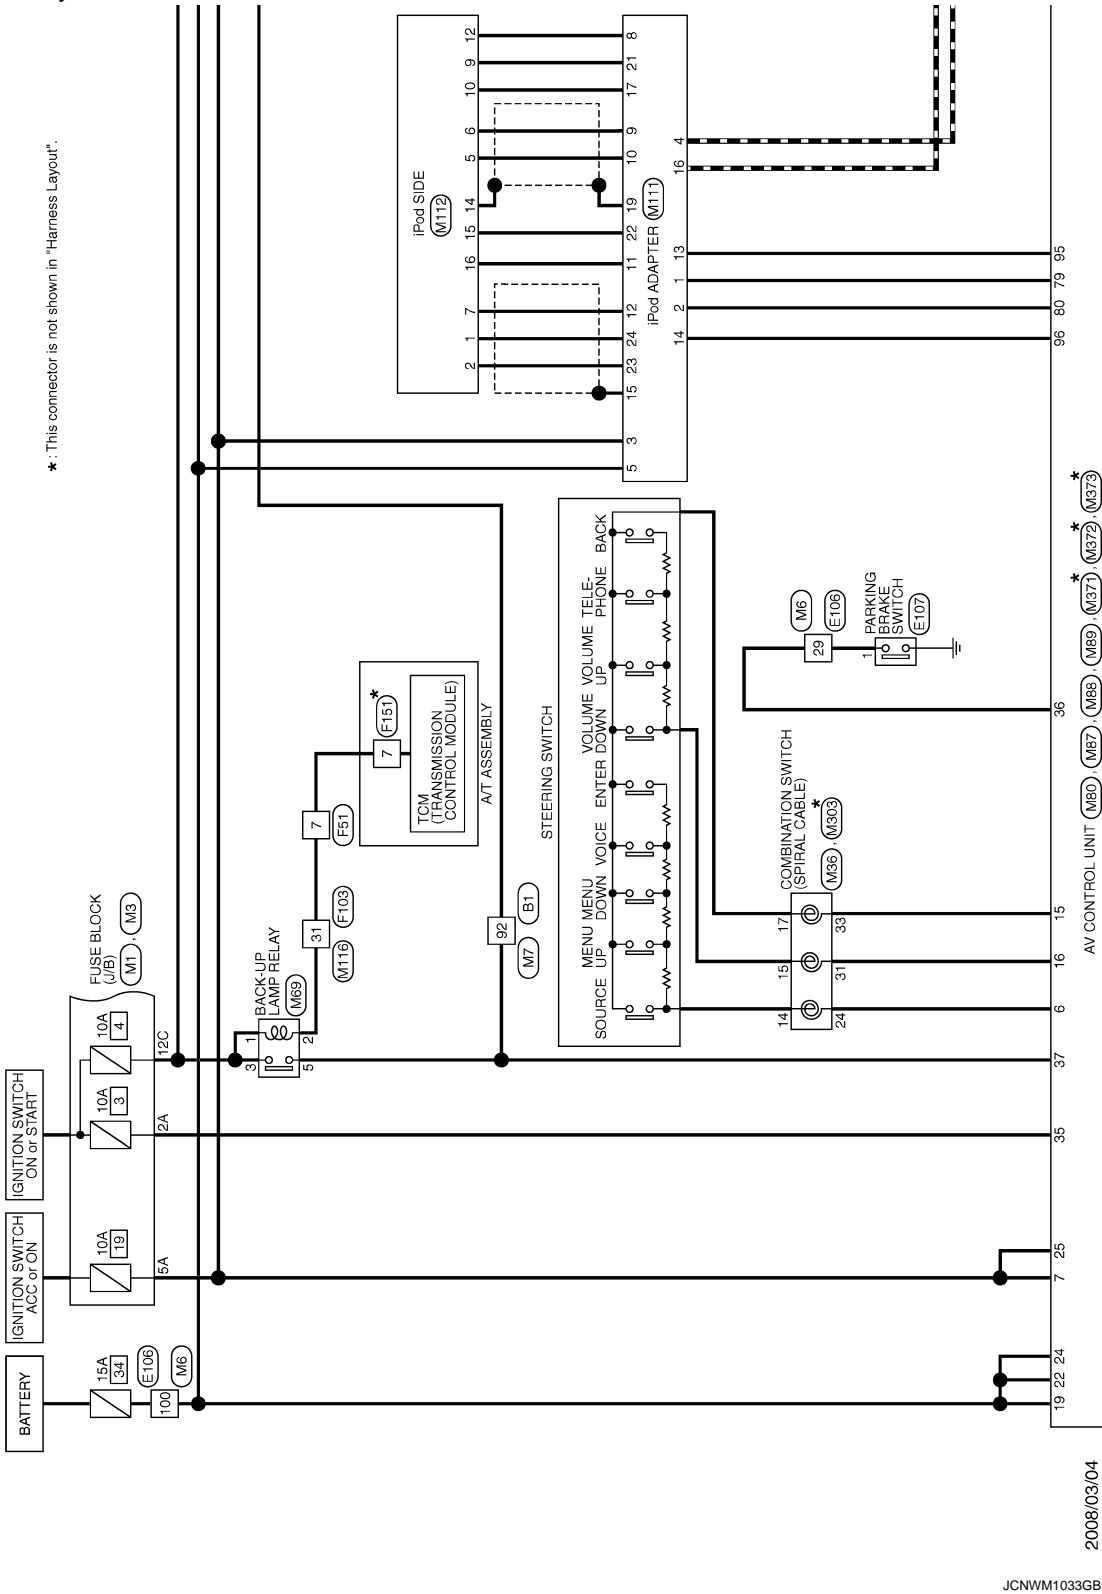 BATTERY
IGNITION SWITCH
ACC or ON
IGNITION SWITCH
ON or START
15A
34
E106
100
M6
10A
19
5A
10A
3
2A
10A
4
12C
FUSE BLOCK
(J/B)
M1 , M3
BACK-UP
LAMP RELAY
M69
1
2
3
5
31
M116
F103
7
F51
7
F151
*
TCM
(TRANSMISSION
CONTROL MODULE)
A/T ASSEMBLY
92
M7
B1
* : This connector is not shown in "Harness Layout".
iPod SIDE
M112
2
1
7
16
15
14
5
6
10
9
12
iPod ADAPTER
M111
5
3
15
23
24
12
11
22
19
10
9
17
21
8
14
2
1
13
16
4
STEERING SWITCH
SOURCE
MENU
UP
MENU
DOWN
VOICE
ENTER
VOLUME
DOWN
VOLUME
UP
TELE-
PHONE
BACK
COMBINATION SWITCH
(SPIRAL CABLE)
M36 , M303
*
14
24
15
31
17
33
29
M6
E106
PARKING
BRAKE
SWITCH
E107
1
19
22
24
7
25
35
37
6
16
15
36
96
80
79
95
AV CONTROL UNIT M80 , M87 , M88 , M89 , M371 , M372 , M373
*
*
*
2008/03/04
JCNWM1033GB